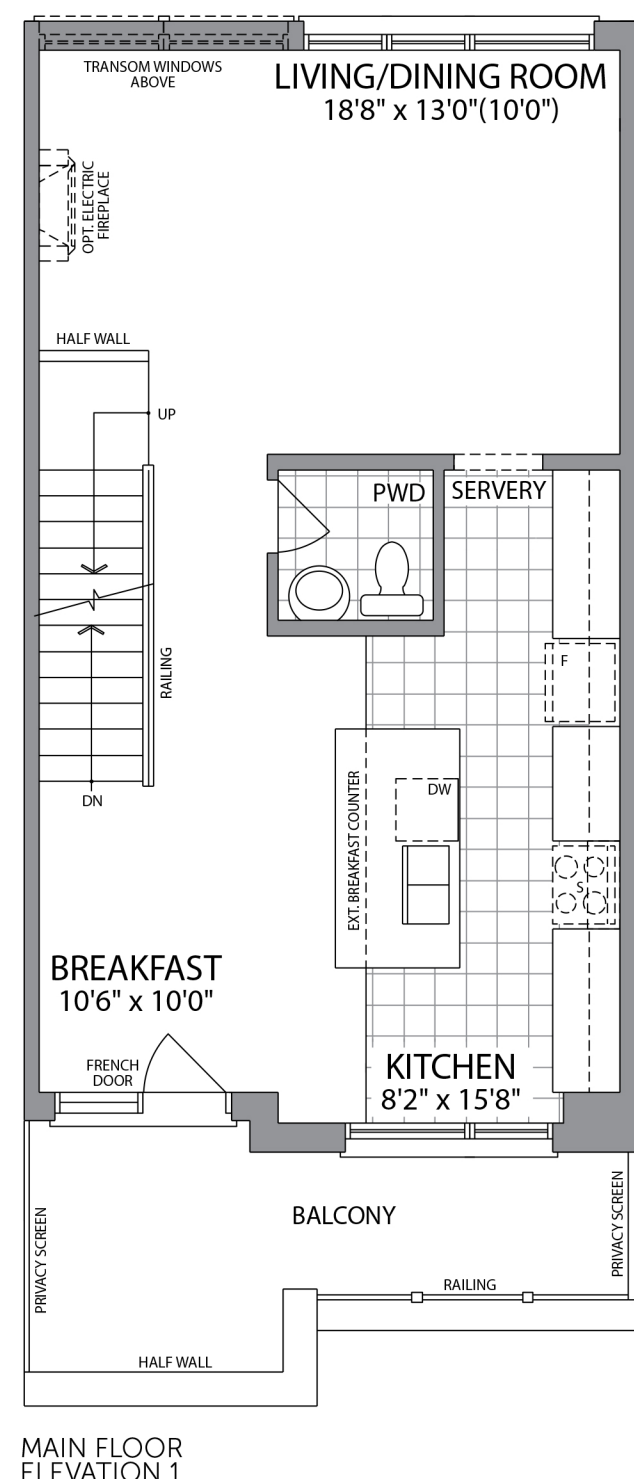 TRANSOM WINDOWS
ABOVE
LIVING/DINING ROOM
18'8" x 13'0"(10'0")
OPT. ELECTRIC
FIREPLACE
HALF WALL
UP
PWD
SERVERY
F
RAILING
DN
DW
EXT. BREAKFAST COUNTER
S
BREAKFAST
10'6" x 10'0"
FRENCH
DOOR
KITCHEN
8'2" x 15'8"
PRIVACY SCREEN
BALCONY
PRIVACY SCREEN
RAILING
HALF WALL
MAIN FLOOR
ELEVATION 1